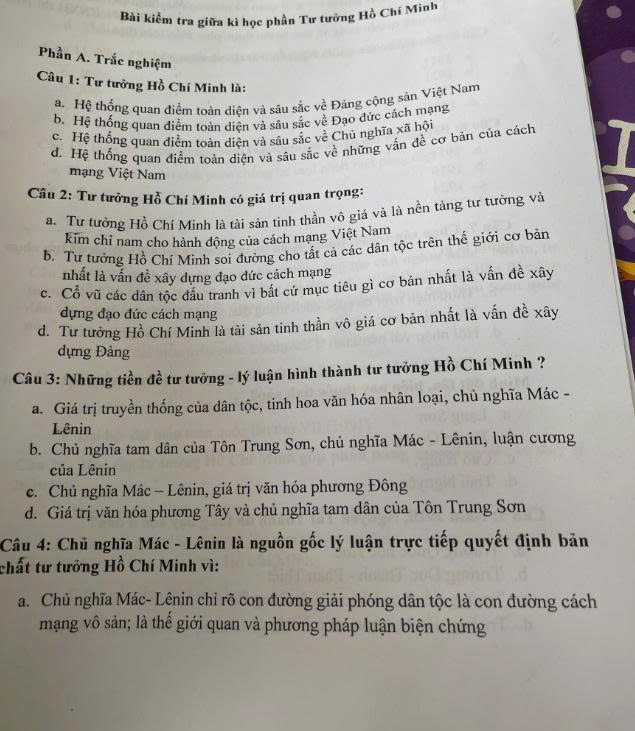 Bài kiểm tra giữa kì học phần Tư tưởng Hồ Chí Minh
Phần A. Trắc nghiệm
Câu 1: Tư tưởng Hồ Chí Minh là:
a. Hệ thống quan điểm toàn diện và sâu sắc về Đảng cộng sản Việt Nam
b. Hệ thống quan điểm toàn diện và sâu sắc về Đạo đức cách mạng
c. Hệ thống quan điểm toàn diện và sâu sắc về Chủ nghĩa xã hội
d. Hệ thống quan điểm toàn diện và sâu sắc về những vấn đề cơ bản của cách
mạng Việt Nam
Câu 2: Tư tưởng Hồ Chí Minh có giá trị quan trọng:
a. Tư tưởng Hồ Chí Minh là tài sản tinh thần vô giá và là nền tảng tư tưởng và
kim chỉ nam cho hành động của cách mạng Việt Nam
b. Tư tưởng Hồ Chí Minh soi đường cho tất cả các dân tộc trên thế giới cơ bản
nhất là vấn đề xây dựng đạo đức cách mạng
c. Cổ vũ các dân tộc đấu tranh vì bất cứ mục tiêu gì cơ bản nhất là vấn đề xây
dựng đạo đức cách mạng
d. Tư tưởng Hồ Chí Minh là tài sản tinh thần vô giá cơ bản nhất là vấn đề xây
dựng Đảng
Câu 3: Những tiền đề tư tưởng - lý luận hình thành tư tưởng Hồ Chí Minh ?
a. Giá trị truyền thống của dân tộc, tinh hoa văn hóa nhân loại, chủ nghĩa Mác -
Lênin
b. Chủ nghĩa tam dân của Tôn Trung Sơn, chủ nghĩa Mác - Lênin, luận cương
của Lênin
c. Chủ nghĩa Mác – Lênin, giá trị văn hóa phương Đông
d. Giá trị văn hóa phương Tây và chủ nghĩa tam dân của Tôn Trung Sơn
Câu 4: Chủ nghĩa Mác - Lênin là nguồn gốc lý luận trực tiếp quyết định bản
chất tư tưởng Hồ Chí Minh vì:
a. Chủ nghĩa Mác- Lênin chỉ rõ con đường giải phóng dân tộc là con đường cách
mạng vô sản; là thế giới quan và phương pháp luận biện chứng